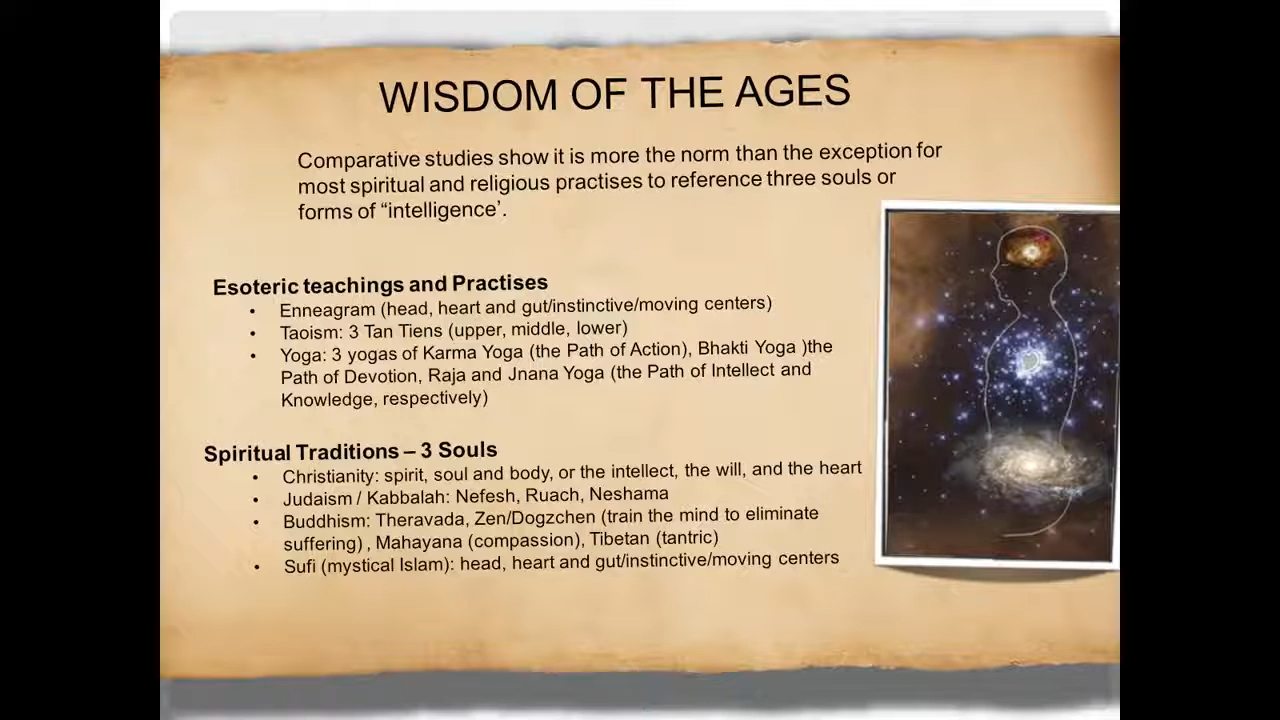 WISDOM OF THE AGES
Comparative studies show it is more the norm than the exception for
most spiritual and religious practises to reference three souls or
forms of “intelligence’.
Esoteric teachings and Practises
• Enneagram (head, heart and gut/instinctive/moving centers)
• Taoism: 3 Tan Tiens (upper, middle, lower)
• Yoga: 3 yogas of Karma Yoga (the Path of Action), Bhakti Yoga )the
Path of Devotion, Raja and Jnana Yoga (the Path of Intellect and
Knowledge, respectively)
Spiritual Traditions – 3 Souls
• Christianity: spirit, soul and body, or the intellect, the will, and the heart
• Judaism / Kabbalah: Nefesh, Ruach, Neshama
• Buddhism: Theravada, Zen/Dogzchen (train the mind to eliminate
suffering) , Mahayana (compassion), Tibetan (tantric)
• Sufi (mystical Islam): head, heart and gut/instinctive/moving centers